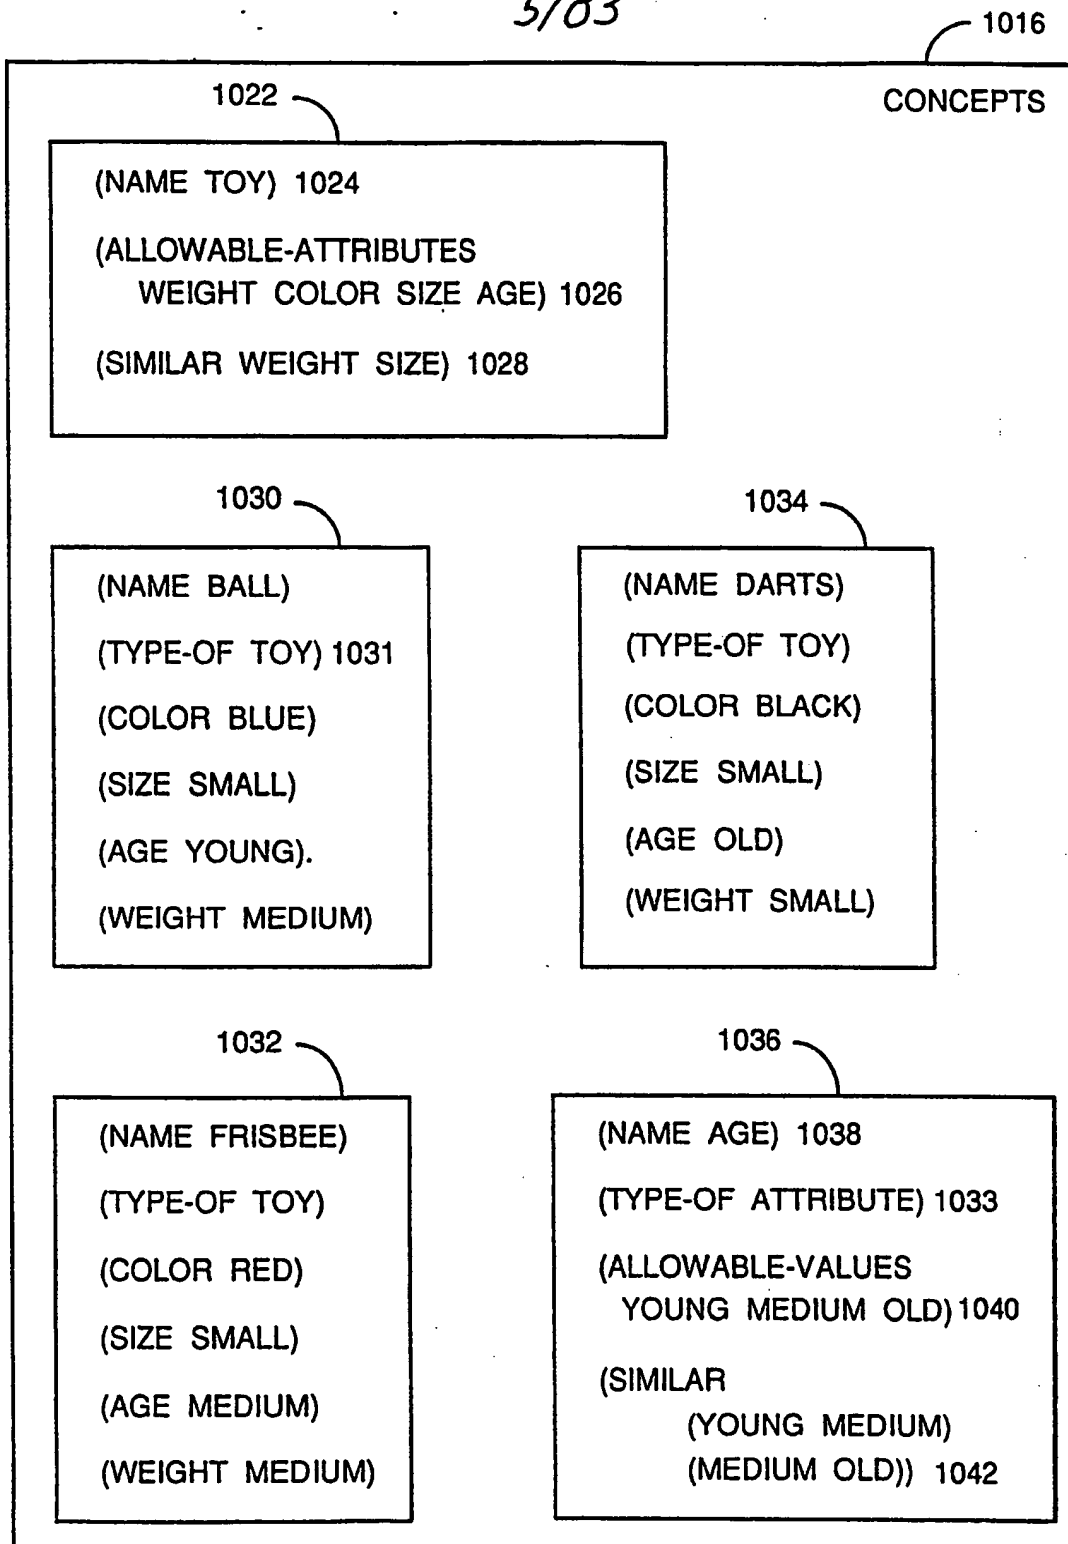 5/03
1016
CONCEPTS
1022
(NAME TOY) 1024
(ALLOWABLE-ATTRIBUTES
WEIGHT COLOR SIZE AGE) 1026
(SIMILAR WEIGHT SIZE) 1028
1030
(NAME BALL)
(TYPE-OF TOY) 1031
(COLOR BLUE)
(SIZE SMALL)
(AGE YOUNG).
(WEIGHT MEDIUM)
1034
(NAME DARTS)
(TYPE-OF TOY)
(COLOR BLACK)
(SIZE SMALL)
(AGE OLD)
(WEIGHT SMALL)
1032
(NAME FRISBEE)
(TYPE-OF TOY)
(COLOR RED)
(SIZE SMALL)
(AGE MEDIUM)
(WEIGHT MEDIUM)
1036
(NAME AGE) 1038
(TYPE-OF ATTRIBUTE) 1033
(ALLOWABLE-VALUES
YOUNG MEDIUM OLD) 1040
(SIMILAR
(YOUNG MEDIUM)
(MEDIUM OLD)) 1042